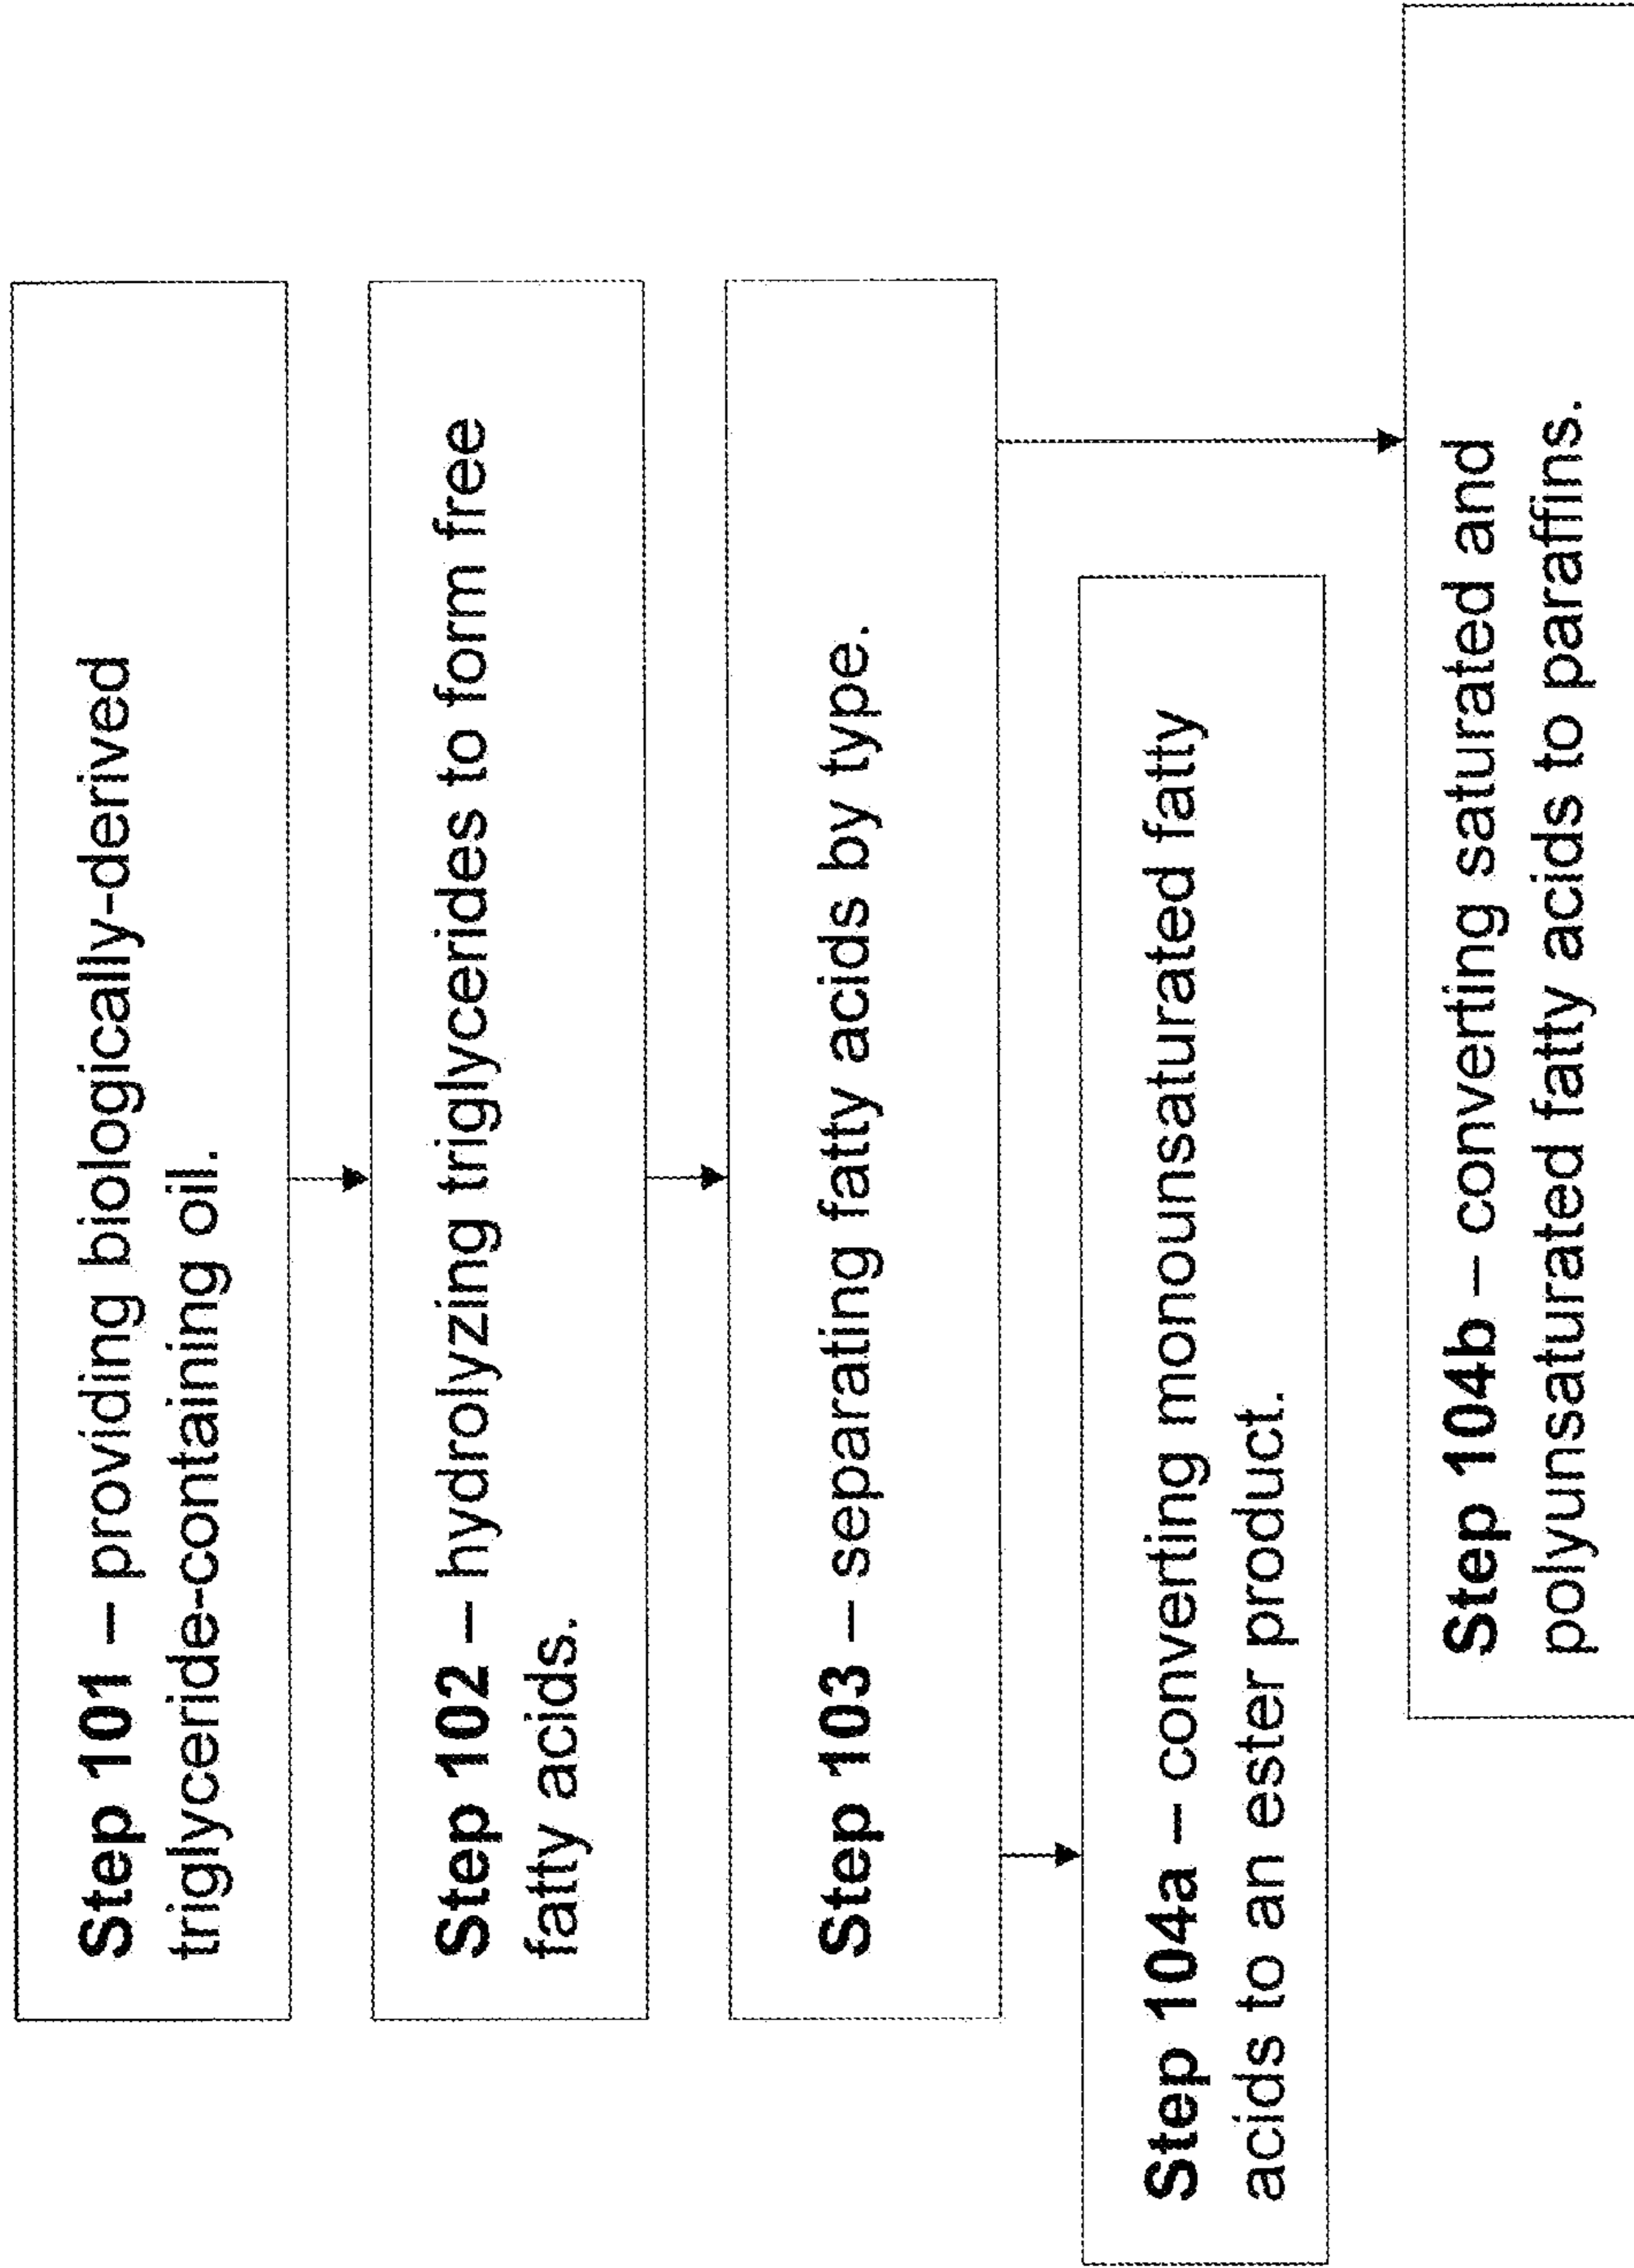 Step 101 – providing biologically-derived
triglyceride-containing oil.
Step 102 – hydrolyzing triglycerides to form free
fatty acids.
Step 103 – separating fatty acids by type.
Step 104a – converting monounsaturated fatty
acids to an ester product.
Step 104b – converting saturated and
polyunsaturated fatty acids to paraffins.